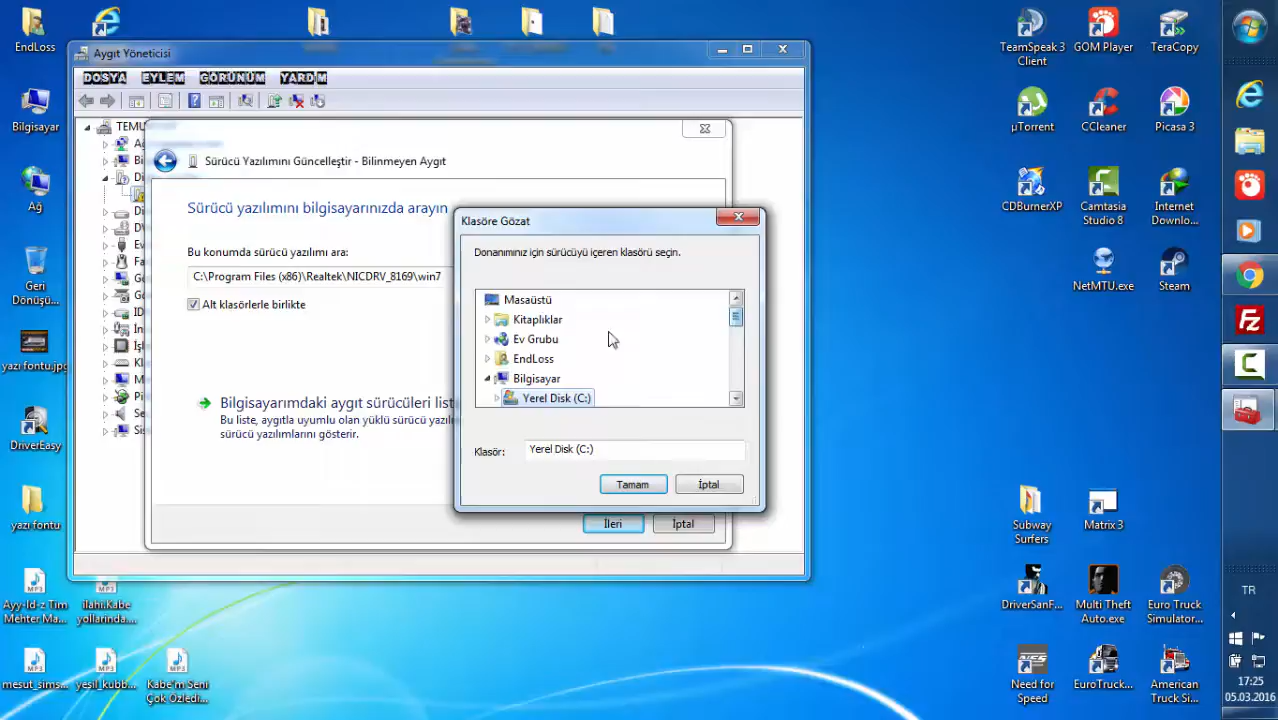 EndLoss
Bilgisayar
Ağ
Geri
Dönüşü...
yazı fontu.jpg
DriverEasy
yazı fontu
Ayy-Id-z Tim
Mehter Ma...
ilahi.Kabe
yollarında....
mesut_sims...
yesil_kubb...
Kabe'm Seni
Çok Özledi...
Aygıt Yöneticisi
DOSYA
EYLEM
GÖRÜNÜM
YARDIM
TEMU
Sürücü Yazılımını Güncelleştir - Bilinmeyen Aygıt
Sürücü yazılımını bilgisayarınızda arayın
Bu konumda sürücü yazılımı ara:
C:\Program Files (x86)\Realtek\NICDRV_8169\win7
Alt klasörlerle birlikte
Bilgisayarımdaki aygıt sürücüleri list
Bu liste, aygıtla uyumlu olan yüklü sürücü yazılı
sürücü yazılımlarını gösterir.
İleri
İptal
Klasöre Gözat
Donanımınız için sürücüyü içeren klasörü seçin.
Masaüstü
Kitaplıklar
Ev Grubu
EndLoss
Bilgisayar
Yerel Disk (C:)
Klasör:
Yerel Disk (C:)
Tamam
İptal
TeamSpeak 3
Client
GOM Player
TeraCopy
µTorrent
CCleaner
Picasa 3
CDBurnerXP
Camtasia
Studio 8
Internet
Downlo...
NetMTU.exe
Steam
Subway
Surfers
Matrix 3
DriverSanF...
Multi Theft
Auto.exe
Euro Truck
Simulator...
Need for
Speed
EuroTruck...
American
Truck Si...
TR
17:25
05.03.2016